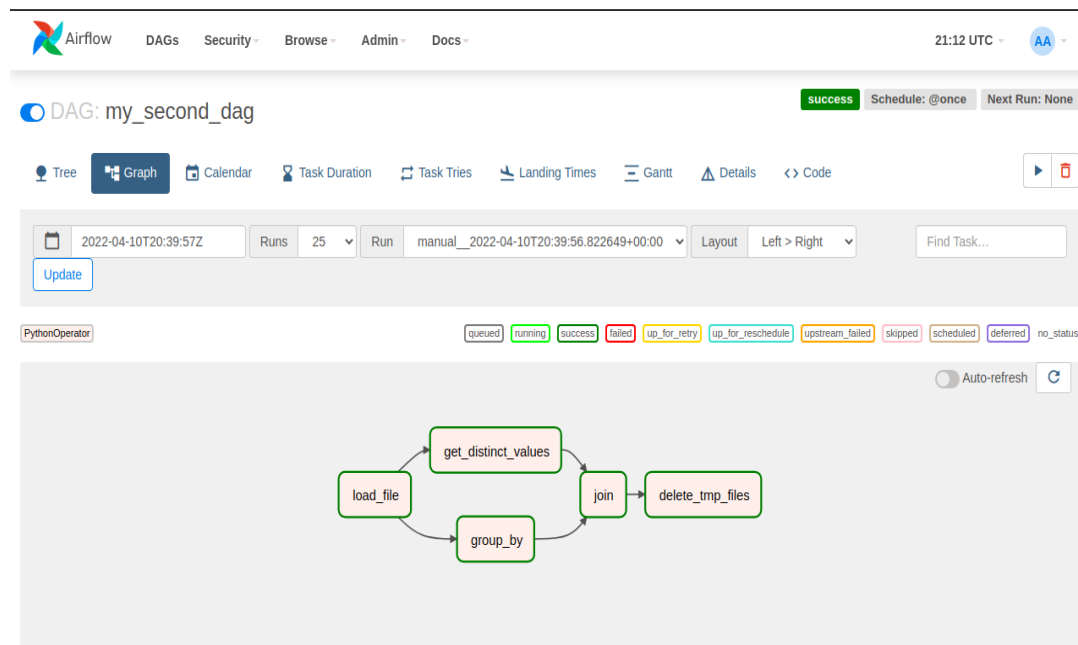 Airflow DAGs Security Browse Admin Docs 21:12 UTC AA
DAG: my_second_dag success Schedule: @once Next Run: None
Tree Graph Calendar Task Duration Task Tries Landing Times Gantt Details <> Code
2022-04-10T20:39:57Z Runs 25 Run manual__2022-04-10T20:39:56.822649+00:00 Layout Left > Right Find Task...
Update
PythonOperator queued running success failed up_for_retry up_for_reschedule upstream_failed skipped scheduled deferred no_status
Auto-refresh
get_distinct_values
load_file join delete_tmp_files
group_by